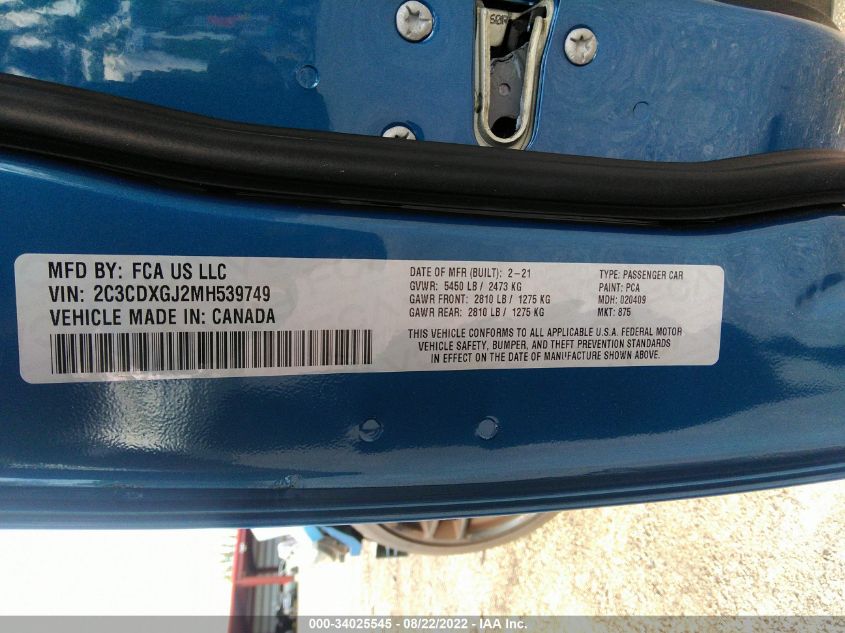 SQR
MFD BY: FCA US LLC
VIN: 2C3CDXGJ2MH539749
VEHICLE MADE IN: CANADA
DATE OF MFR (BUILT): 2-21
GVWR: 5450 LB / 2473 KG
GAWR FRONT: 2810 LB / 1275 KG
GAWR REAR: 2810 LB / 1275 KG
TYPE: PASSENGER CAR
PAINT: PCA
MDH: 020409
MKT: 875
THIS VEHICLE CONFORMS TO ALL APPLICABLE U.S.A. FEDERAL MOTOR
VEHICLE SAFETY, BUMPER, AND THEFT PREVENTION STANDARDS
IN EFFECT ON THE DATE OF MANUFACTURE SHOWN ABOVE.
000-34025545 - 08/22/2022 - Copyright © IAA, Inc.